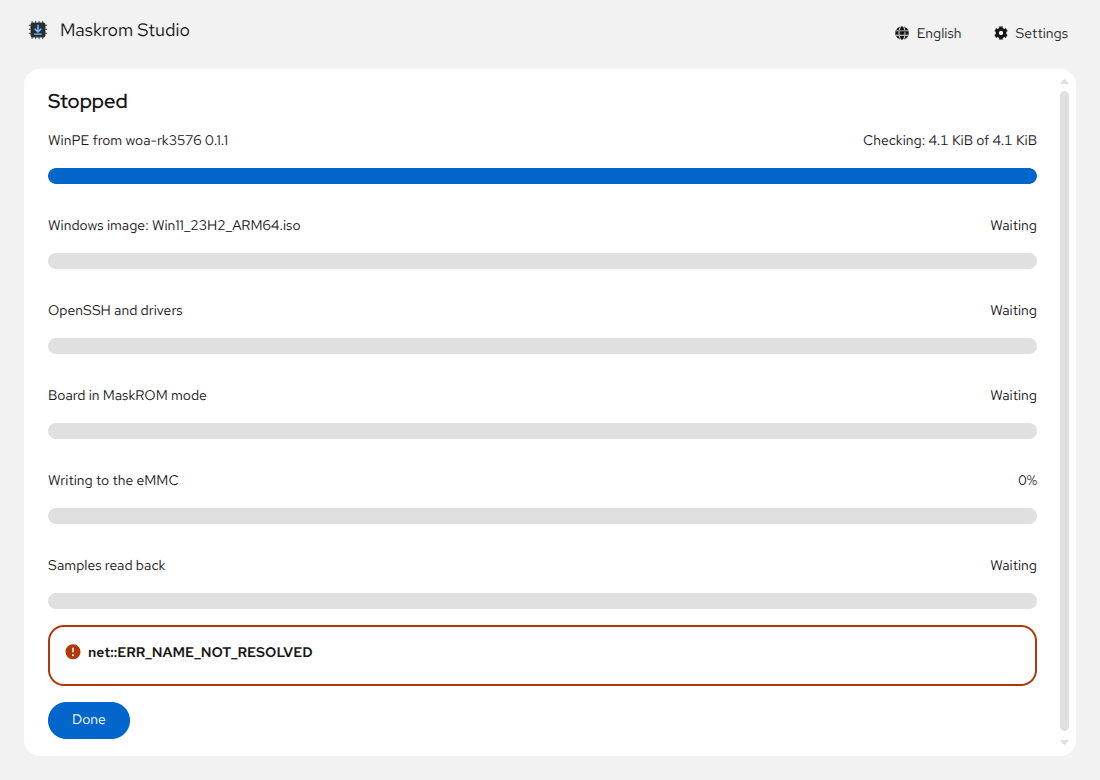 Maskrom Studio
English
Settings
Stopped
WinPE from woa-rk3576 0.1.1
Checking: 4.1 KiB of 4.1 KiB
Windows image: Win11_23H2_ARM64.iso
Waiting
OpenSSH and drivers
Waiting
Board in MaskROM mode
Waiting
Writing to the eMMC
0%
Samples read back
Waiting
net::ERR_NAME_NOT_RESOLVED
Done